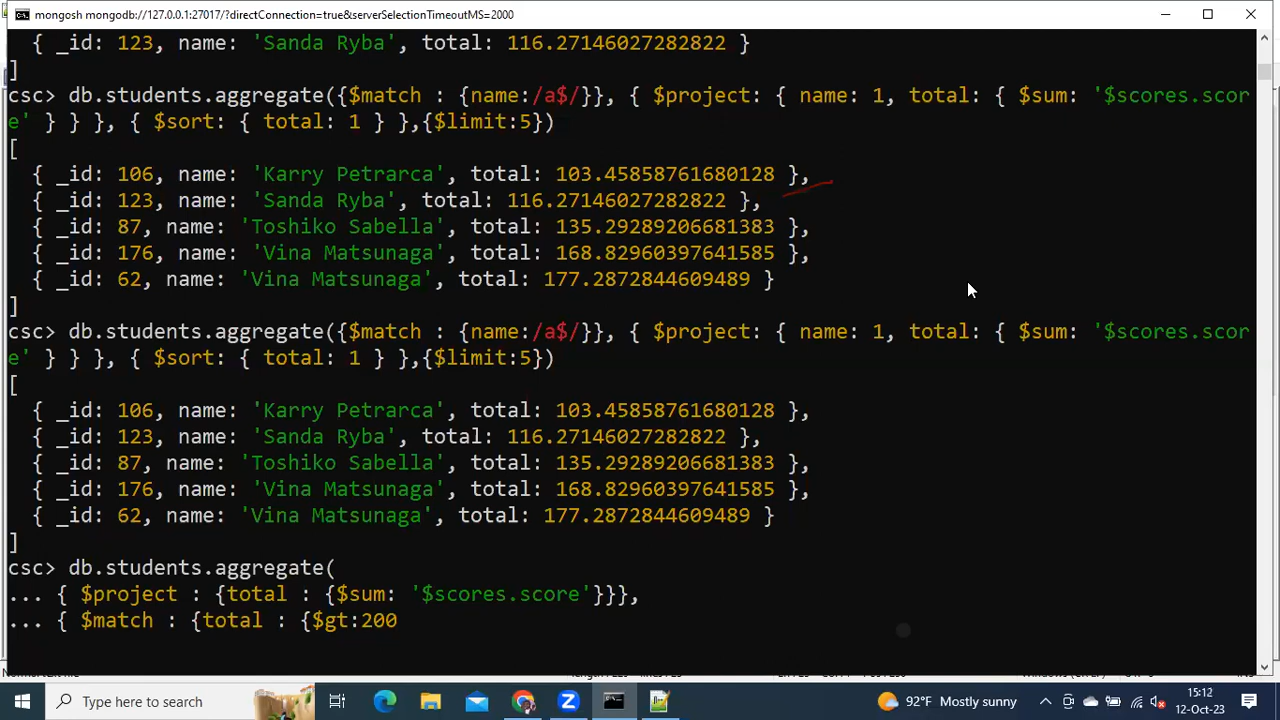 mongosh mongodb://127.0.0.1:27017/?directConnection=true&serverSelectionTimeoutMS=2000
{ _id: 123, name: 'Sanda Ryba', total: 116.27146027282822 }
]
csc> db.students.aggregate({$match : {name:/a$/}}, { $project: { name: 1, total: { $sum: '$scores.scor
e' } } }, { $sort: { total: 1 } },{$limit:5})
[
{ _id: 106, name: 'Karry Petrarca', total: 103.45858761680128 },
{ _id: 123, name: 'Sanda Ryba', total: 116.27146027282822 },
{ _id: 87, name: 'Toshiko Sabella', total: 135.29289206681383 },
{ _id: 176, name: 'Vina Matsunaga', total: 168.82960397641585 },
{ _id: 62, name: 'Vina Matsunaga', total: 177.2872844609489 }
]
csc> db.students.aggregate({$match : {name:/a$/}}, { $project: { name: 1, total: { $sum: '$scores.scor
e' } } }, { $sort: { total: 1 } },{$limit:5})
[
{ _id: 106, name: 'Karry Petrarca', total: 103.45858761680128 },
{ _id: 123, name: 'Sanda Ryba', total: 116.27146027282822 },
{ _id: 87, name: 'Toshiko Sabella', total: 135.29289206681383 },
{ _id: 176, name: 'Vina Matsunaga', total: 168.82960397641585 },
{ _id: 62, name: 'Vina Matsunaga', total: 177.2872844609489 }
]
csc> db.students.aggregate(
... { $project : {total : {$sum: '$scores.score'}}},
... { $match : {total : {$gt:200
Type here to search
92°F Mostly sunny
15:12
12-Oct-23